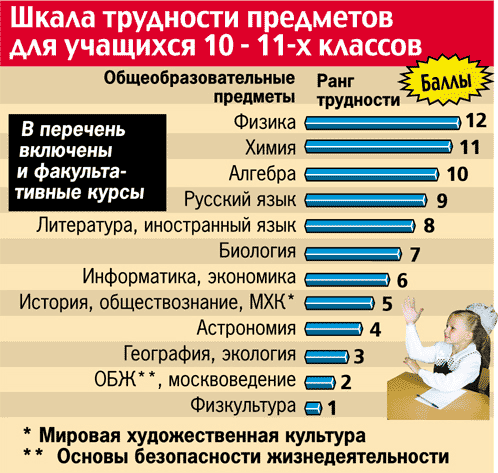 Шкала трудности предметов
для учащихся 10 - 11-х классов
Общеобразовательные
предметы
Ранг
трудности
Баллы
В перечень
включены
и факульта-
тивные курсы
Физика 12
Химия 11
Алгебра 10
Русский язык 9
Литература, иностранный язык 8
Биология 7
Информатика, экономика 6
История, обществознание, МХК* 5
Астрономия 4
География, экология 3
ОБЖ**, москвоведение 2
Физкультура 1
* Мировая художественная культура
** Основы безопасности жизнедеятельности